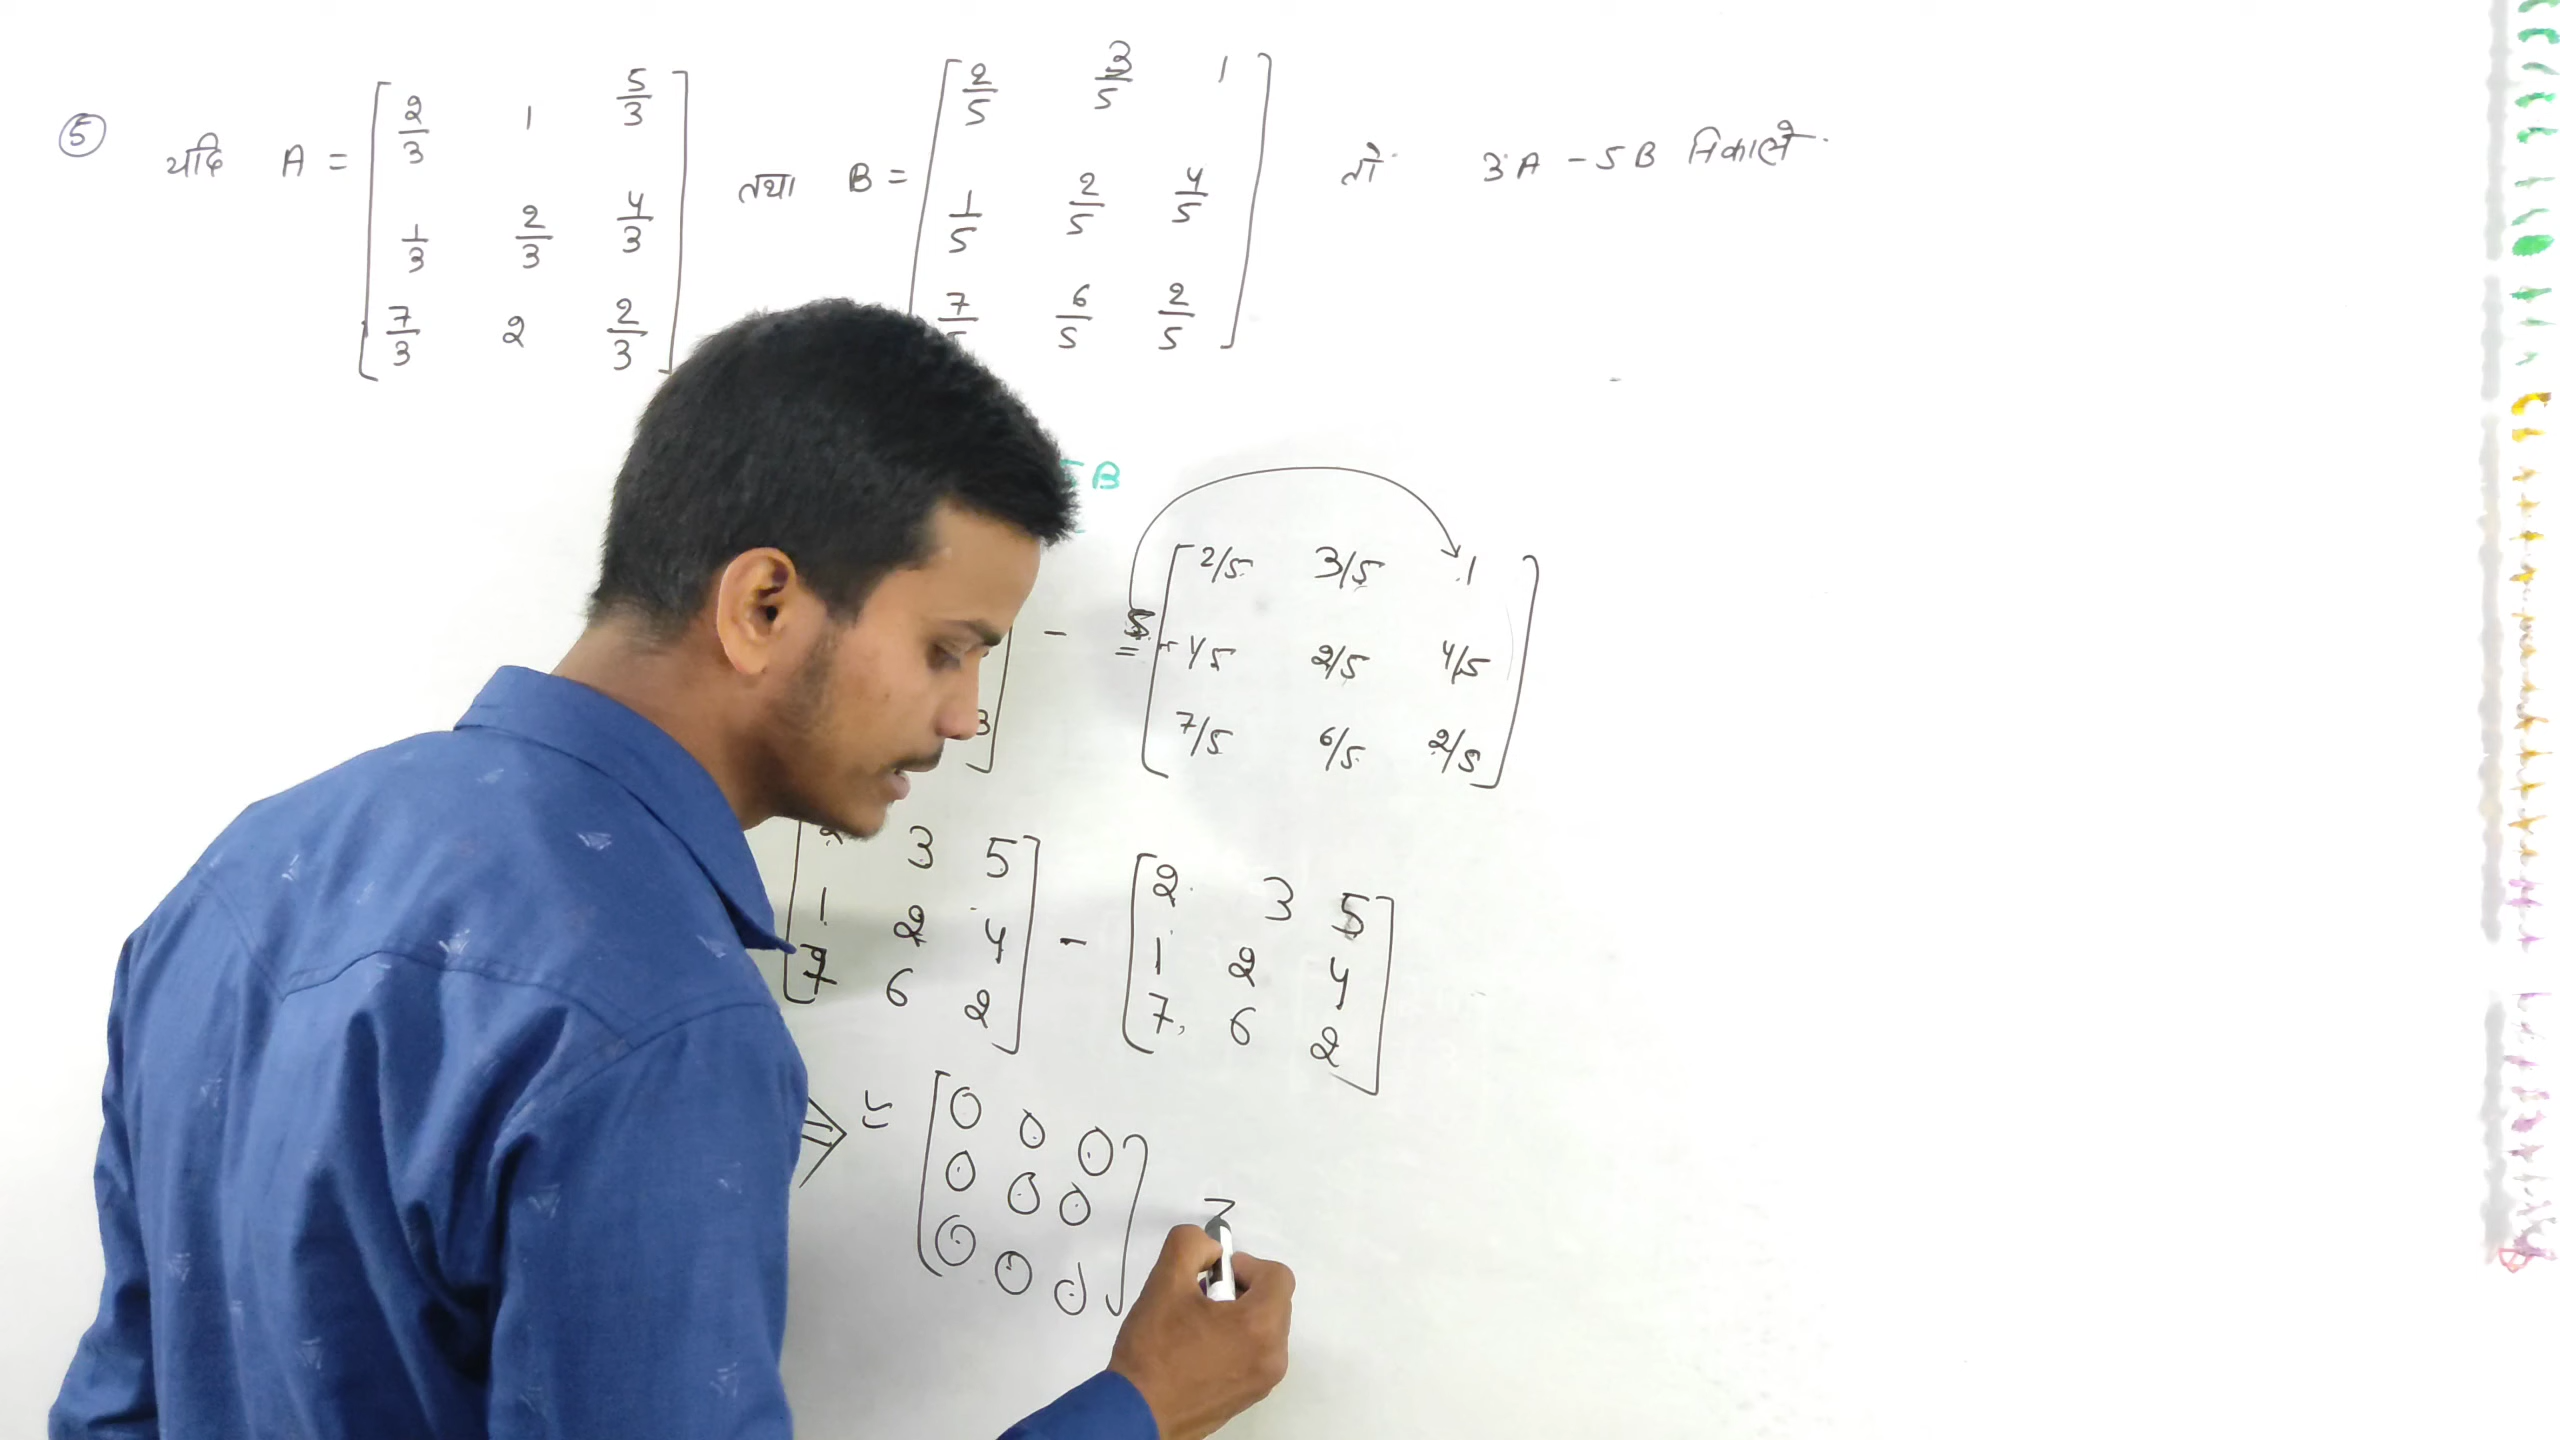 ⑤ यदि A = [ 2/3 1 5/3 तथा B = [ 2/5 3/5 1 ] तो 3A - 5B निकालें.
1/3 2/3 4/3 1/5 2/5 4/5
7/3 2 2/3 ] 7 6/5 2/5 ]
B
- 5 [ 2/5 3/5 1
= 1/5 2/5 4/5
3 ] 7/5 6/5 2/5 ]
[ 2 3 5 ] - [ 2 3 5 ]
1 2 4 1 2 4
7 6 2 7 6 2
⇒ = [ 0 0 0 ]
0 0 0
0 0 0